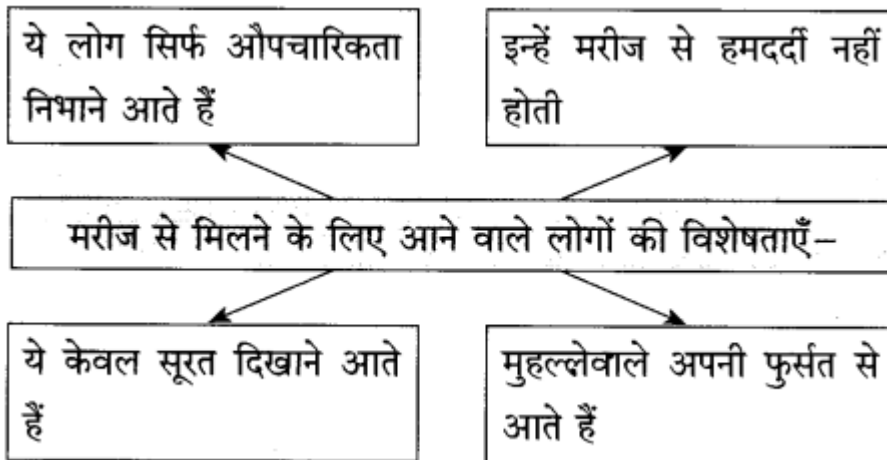 ये लोग सिर्फ औपचारिकता
निभाने आते हैं
इन्हें मरीज से हमदर्दी नहीं
होती
मरीज से मिलने के लिए आने वाले लोगों की विशेषताएँ–
ये केवल सूरत दिखाने आते
हैं
मुहल्लेवाले अपनी फुर्सत से
आते हैं